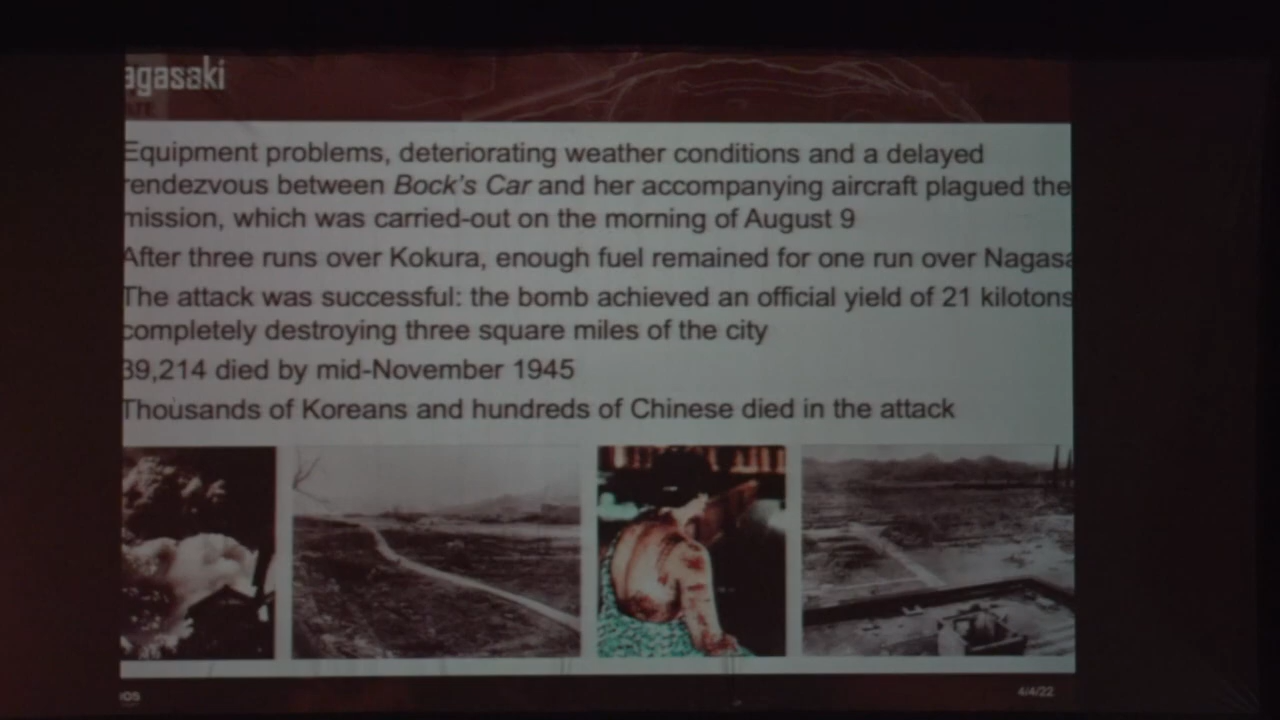 agasaki
Equipment problems, deteriorating weather conditions and a delayed
rendezvous between Bock's Car and her accompanying aircraft plagued the
mission, which was carried-out on the morning of August 9
After three runs over Kokura, enough fuel remained for one run over Nagasa
The attack was successful: the bomb achieved an official yield of 21 kilotons
completely destroying three square miles of the city
39,214 died by mid-November 1945
Thousands of Koreans and hundreds of Chinese died in the attack
4/4/22